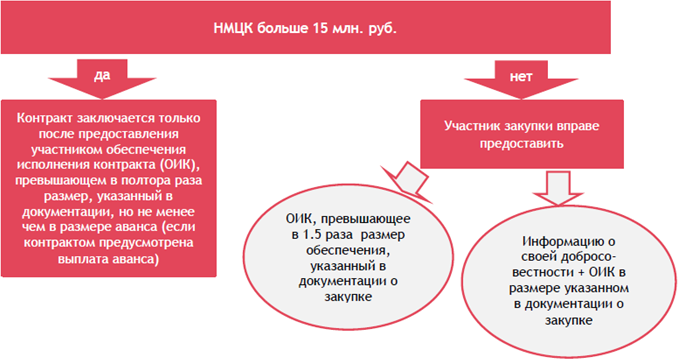 НМЦК больше 15 млн. руб.
да
нет
Контракт заключается только
после предоставления
участником обеспечения
исполнения контракта (ОИК),
превышающем в полтора раза
размер, указанный в
документации, но не менее
чем в размере аванса (если
контрактом предусмотрена
выплата аванса)
Участник закупки вправе
предоставить
ОИК, превышающее
в 1.5 раза размер
обеспечения,
указанный в
документации о
закупке
Информацию о
своей добросо-
вестности + ОИК в
размере указанном
в документации о
закупке